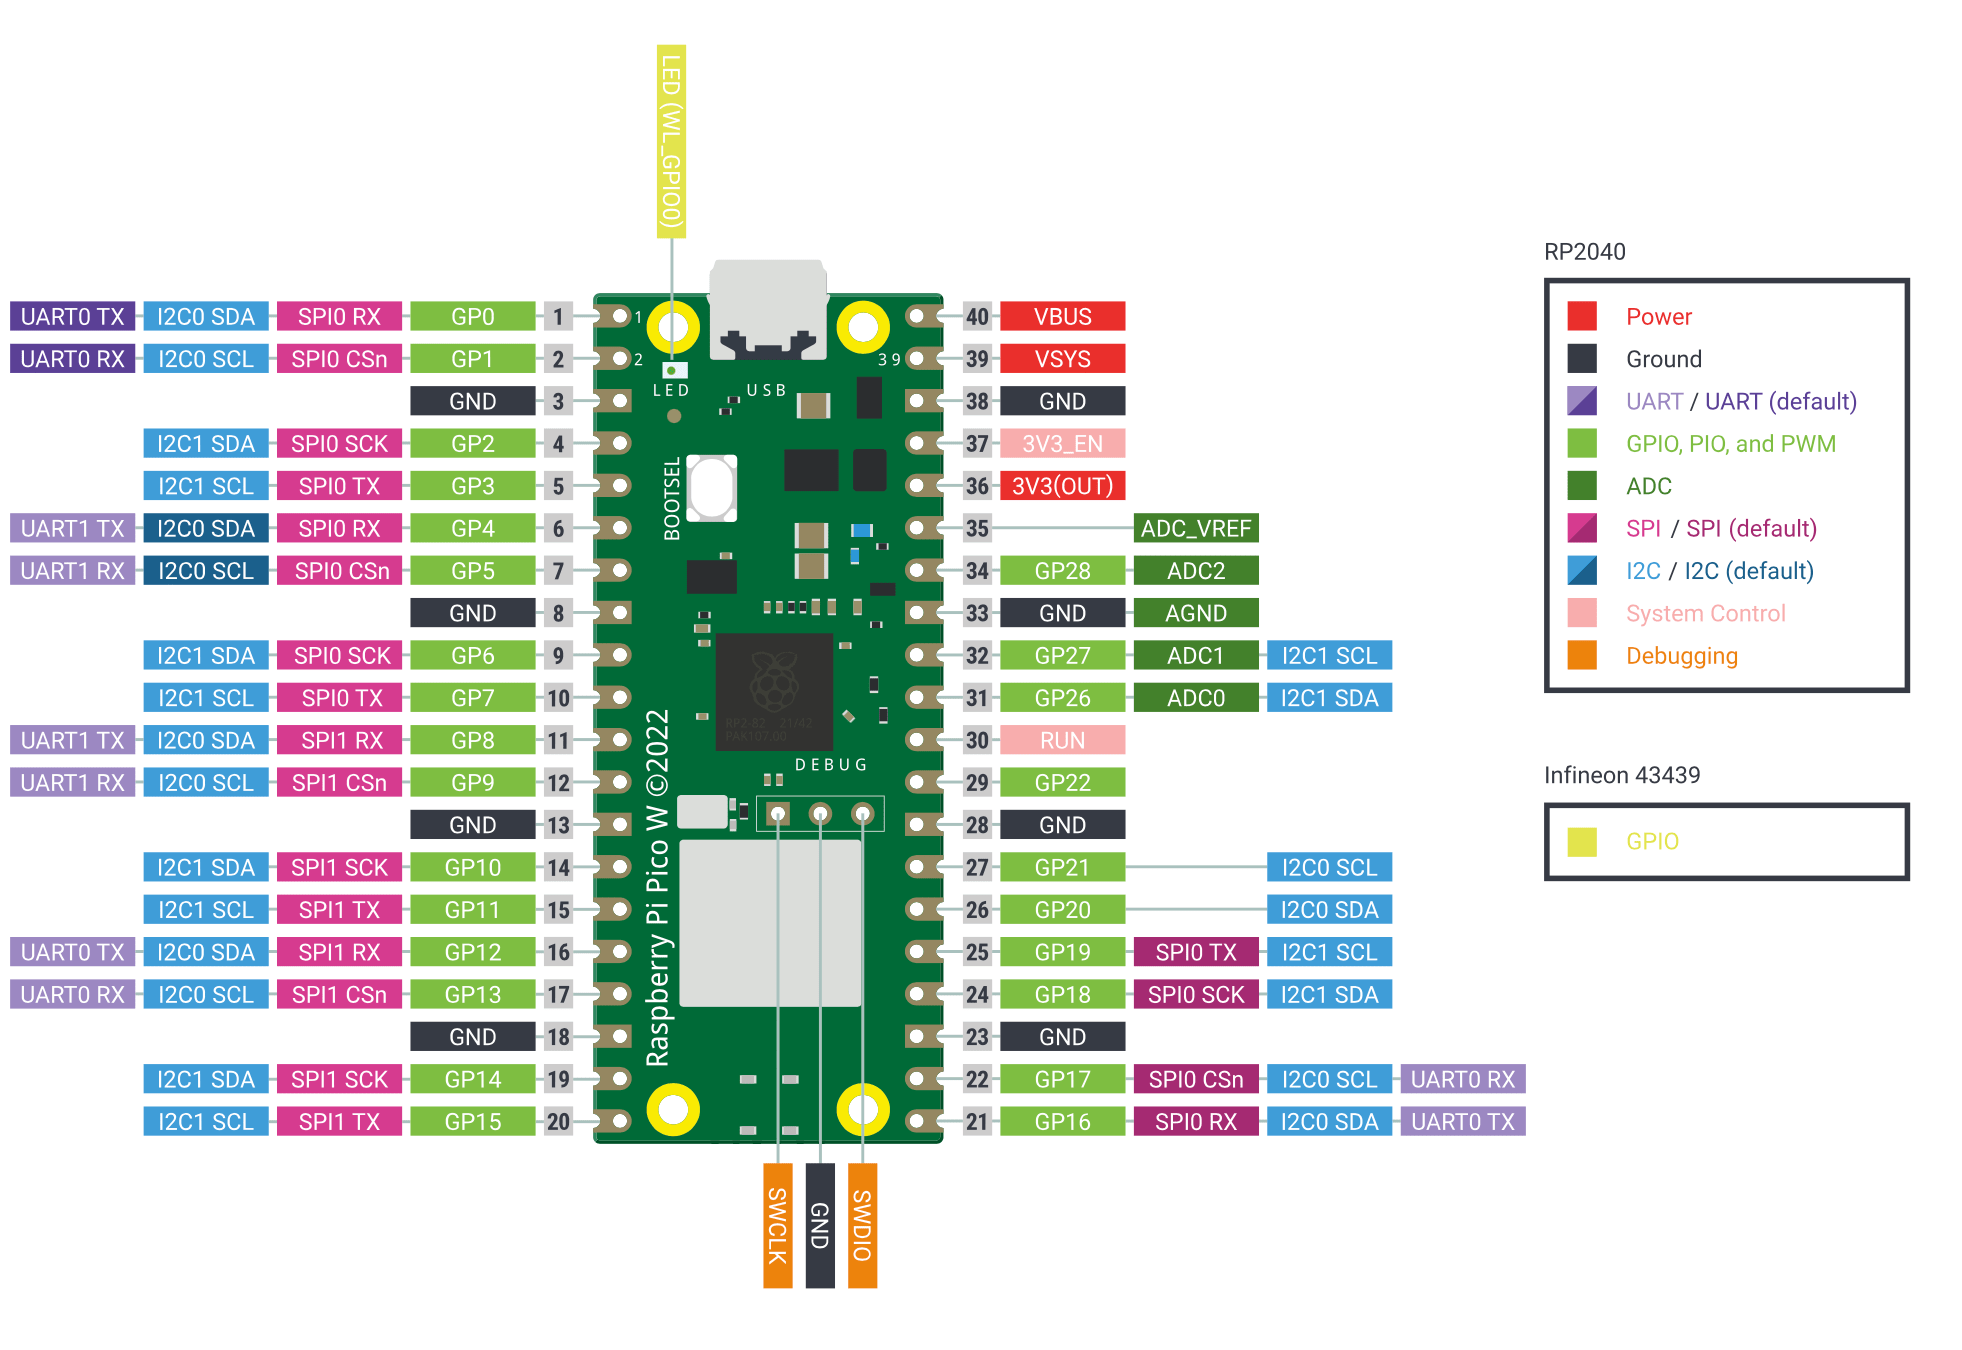 LED (WL_GPIO0)
RP2040
UART0 TX I2C0 SDA SPI0 RX GP0 1 1 40 VBUS Power
UART0 RX I2C0 SCL SPI0 CSn GP1 2 2 39 39 VSYS Ground
LED USB
GND 3 38 GND UART / UART (default)
I2C1 SDA SPI0 SCK GP2 4 37 3V3_EN GPIO, PIO, and PWM
I2C1 SCL SPI0 TX GP3 5 BOOTSEL 36 3V3(OUT) ADC
UART1 TX I2C0 SDA SPI0 RX GP4 6 35 ADC_VREF SPI / SPI (default)
UART1 RX I2C0 SCL SPI0 CSn GP5 7 34 GP28 ADC2 I2C / I2C (default)
GND 8 33 GND AGND System Control
I2C1 SDA SPI0 SCK GP6 9 32 GP27 ADC1 I2C1 SCL Debugging
I2C1 SCL SPI0 TX GP7 10 31 GP26 ADC0 I2C1 SDA
RP2-B2 21/42
PAK107.00
UART1 TX I2C0 SDA SPI1 RX GP8 11 30 RUN
DEBUG
Infineon 43439
UART1 RX I2C0 SCL SPI1 CSn GP9 12 29 GP22
GND 13 28 GND GPIO
I2C1 SDA SPI1 SCK GP10 14 27 GP21 I2C0 SCL
Raspberry Pi Pico W ©2022
I2C1 SCL SPI1 TX GP11 15 26 GP20 I2C0 SDA
UART0 TX I2C0 SDA SPI1 RX GP12 16 25 GP19 SPI0 TX I2C1 SCL
UART0 RX I2C0 SCL SPI1 CSn GP13 17 24 GP18 SPI0 SCK I2C1 SDA
GND 18 23 GND
I2C1 SDA SPI1 SCK GP14 19 22 GP17 SPI0 CSn I2C0 SCL UART0 RX
I2C1 SCL SPI1 TX GP15 20 21 GP16 SPI0 RX I2C0 SDA UART0 TX
SWCLK
GND
SWDIO